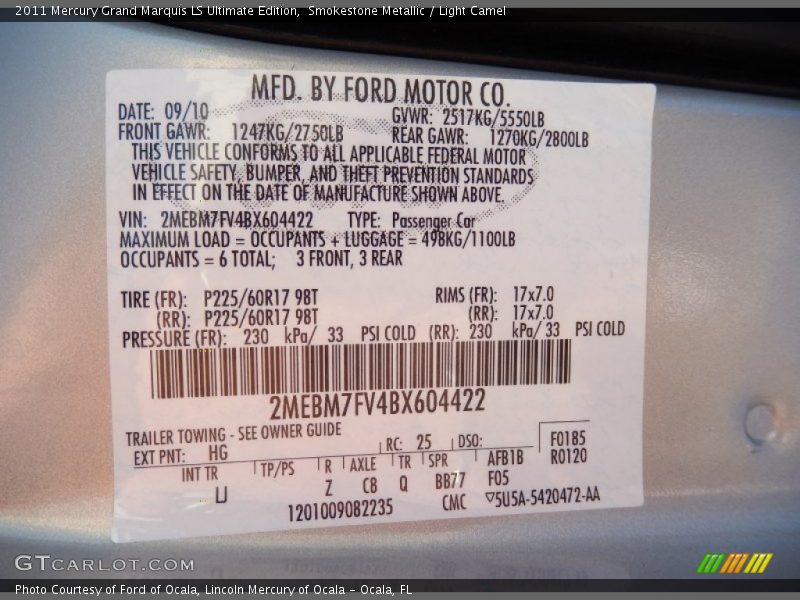 2011 Mercury Grand Marquis LS Ultimate Edition,  Smokestone Metallic / Light Camel
MFD. BY FORD MOTOR CO.
DATE: 09/10 GVWR: 2517KG/5550LB
FRONT GAWR: 1247KG/2750LB REAR GAWR: 1270KG/2800LB
THIS VEHICLE CONFORMS TO ALL APPLICABLE FEDERAL MOTOR
VEHICLE SAFETY, BUMPER, AND THEFT PREVENTION STANDARDS
IN EFFECT ON THE DATE OF MANUFACTURE SHOWN ABOVE.
VIN: 2MEBM7FV4BX604422 TYPE: Passenger Car
MAXIMUM LOAD = OCCUPANTS + LUGGAGE = 498KG/1100LB
OCCUPANTS = 6 TOTAL; 3 FRONT, 3 REAR
TIRE (FR): P225/60R17 98T RIMS (FR): 17x7.0
(RR): P225/60R17 98T (RR): 17x7.0
PRESSURE (FR): 230 kPa/ 33 PSI COLD (RR): 230 kPa/ 33 PSI COLD
2MEBM7FV4BX604422
TRAILER TOWING - SEE OWNER GUIDE
EXT PNT: HG RC: 25 DSO: F0185
INT TR TP/PS R AXLE TR SPR AFB1B R0120
U Z C8 Q BB77 F05
1201009082235 CMC ▽5U5A-5420472-AA
GTCARLOT.COM
Photo Courtesy of Ford of Ocala, Lincoln Mercury of Ocala – Ocala, FL